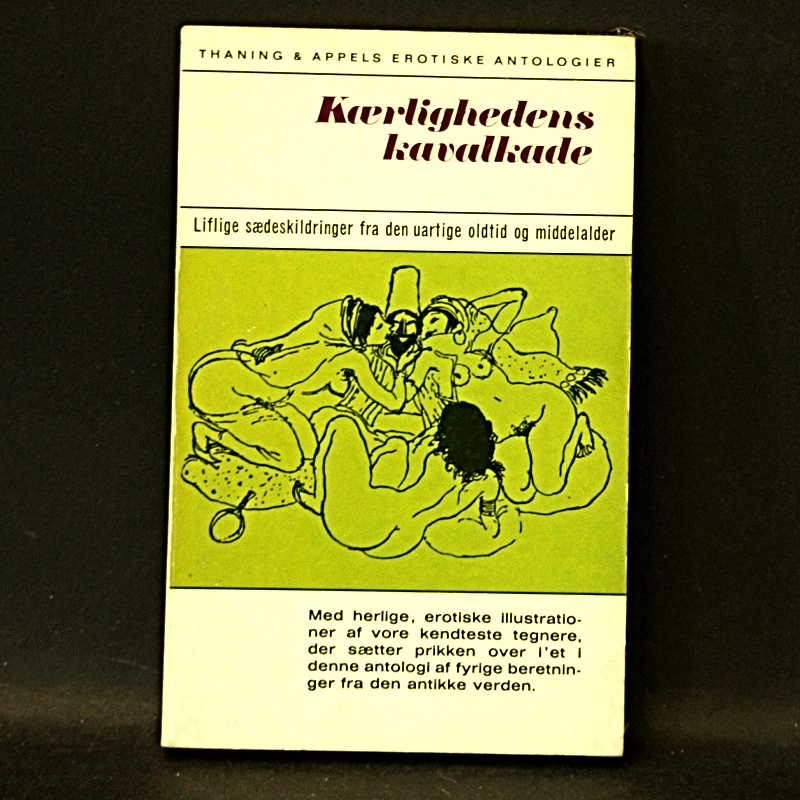 THANING & APPELS EROTISKE ANTOLOGIER
Kærlighedens
kavalkade
Liflige sædeskildringer fra den uartige oldtid og middelalder
Med herlige, erotiske illustratio-
ner af vore kendteste tegnere,
der sætter prikken over i'et i
denne antologi af fyrige beretnin-
ger fra den antikke verden.